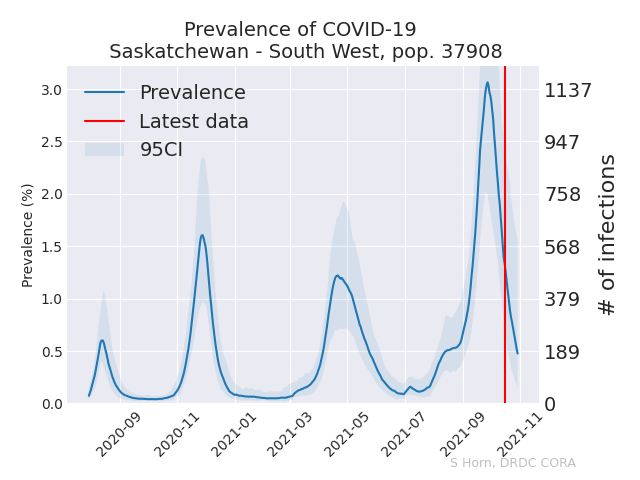 Prevalence of COVID-19
Saskatchewan - South West, pop. 37908
Prevalence
Latest data
95CI
Prevalence (%)
3.0
2.5
2.0
1.5
1.0
0.5
0.0
1137
947
758
568
379
189
0
# of infections
2020-09
2020-11
2021-01
2021-03
2021-05
2021-07
2021-09
2021-11
S Horn, DRDC CORA